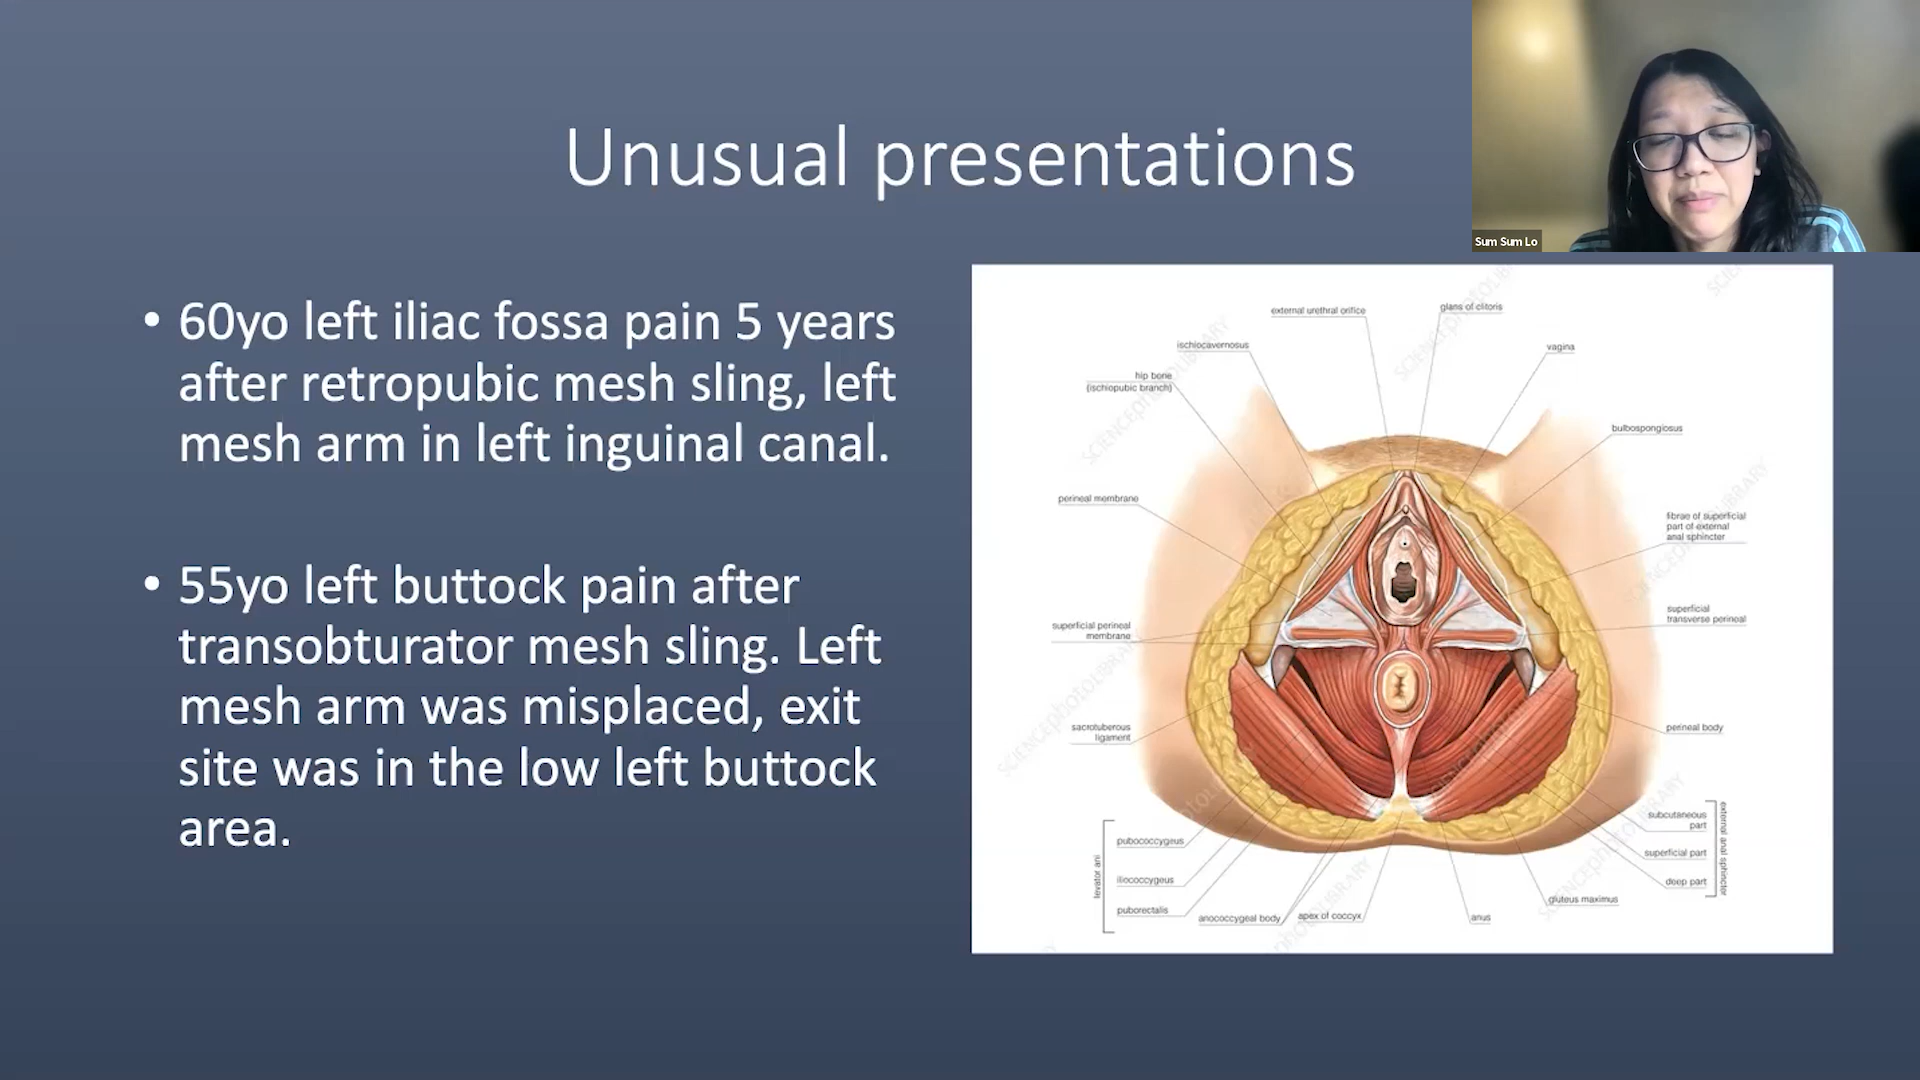 Unusual presentations
Sum Sum Lo
• 60yo left iliac fossa pain 5 years
after retropubic mesh sling, left
mesh arm in left inguinal canal.
• 55yo left buttock pain after
transobturator mesh sling. Left
mesh arm was misplaced, exit
site was in the low left buttock
area.
external urethral orifice
glans of clitoris
ischiocavernosus
vagina
hip bone
(ischiopubic branch)
bulbospongiosus
perineal membrane
fibrae of superficial
part of external
anal sphincter
superficial
transverse perineal
superficial perineal
membrane
sacrotuberous
ligament
perineal body
subcutaneous
part
superficial part
deep part
external anal sphincter
levator ani
pubococcygeus
iliococcygeus
puborectalis
anococcygeal body
apex of coccyx
anus
gluteus maximus
SCIENCEPHOTOLIBRARY